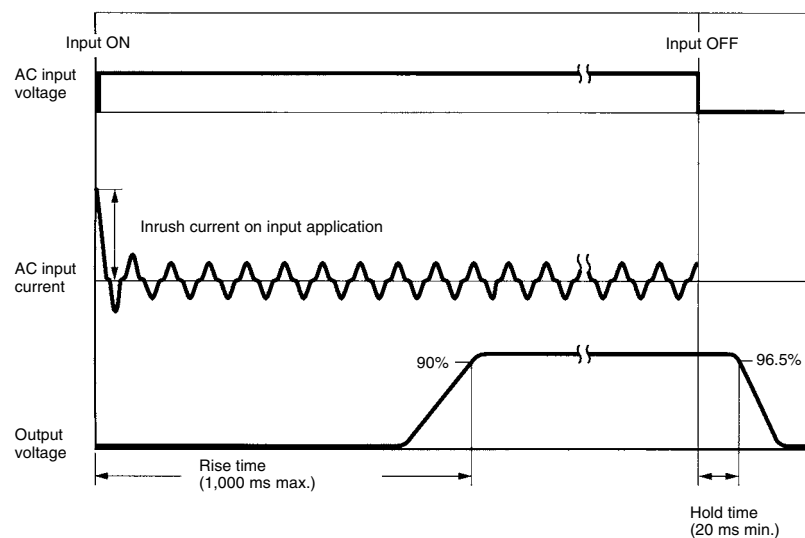 Input ON
Input OFF
AC input
voltage
Inrush current on input application
AC input
current
90%
96.5%
Output
voltage
Rise time
(1,000 ms max.)
Hold time
(20 ms min.)